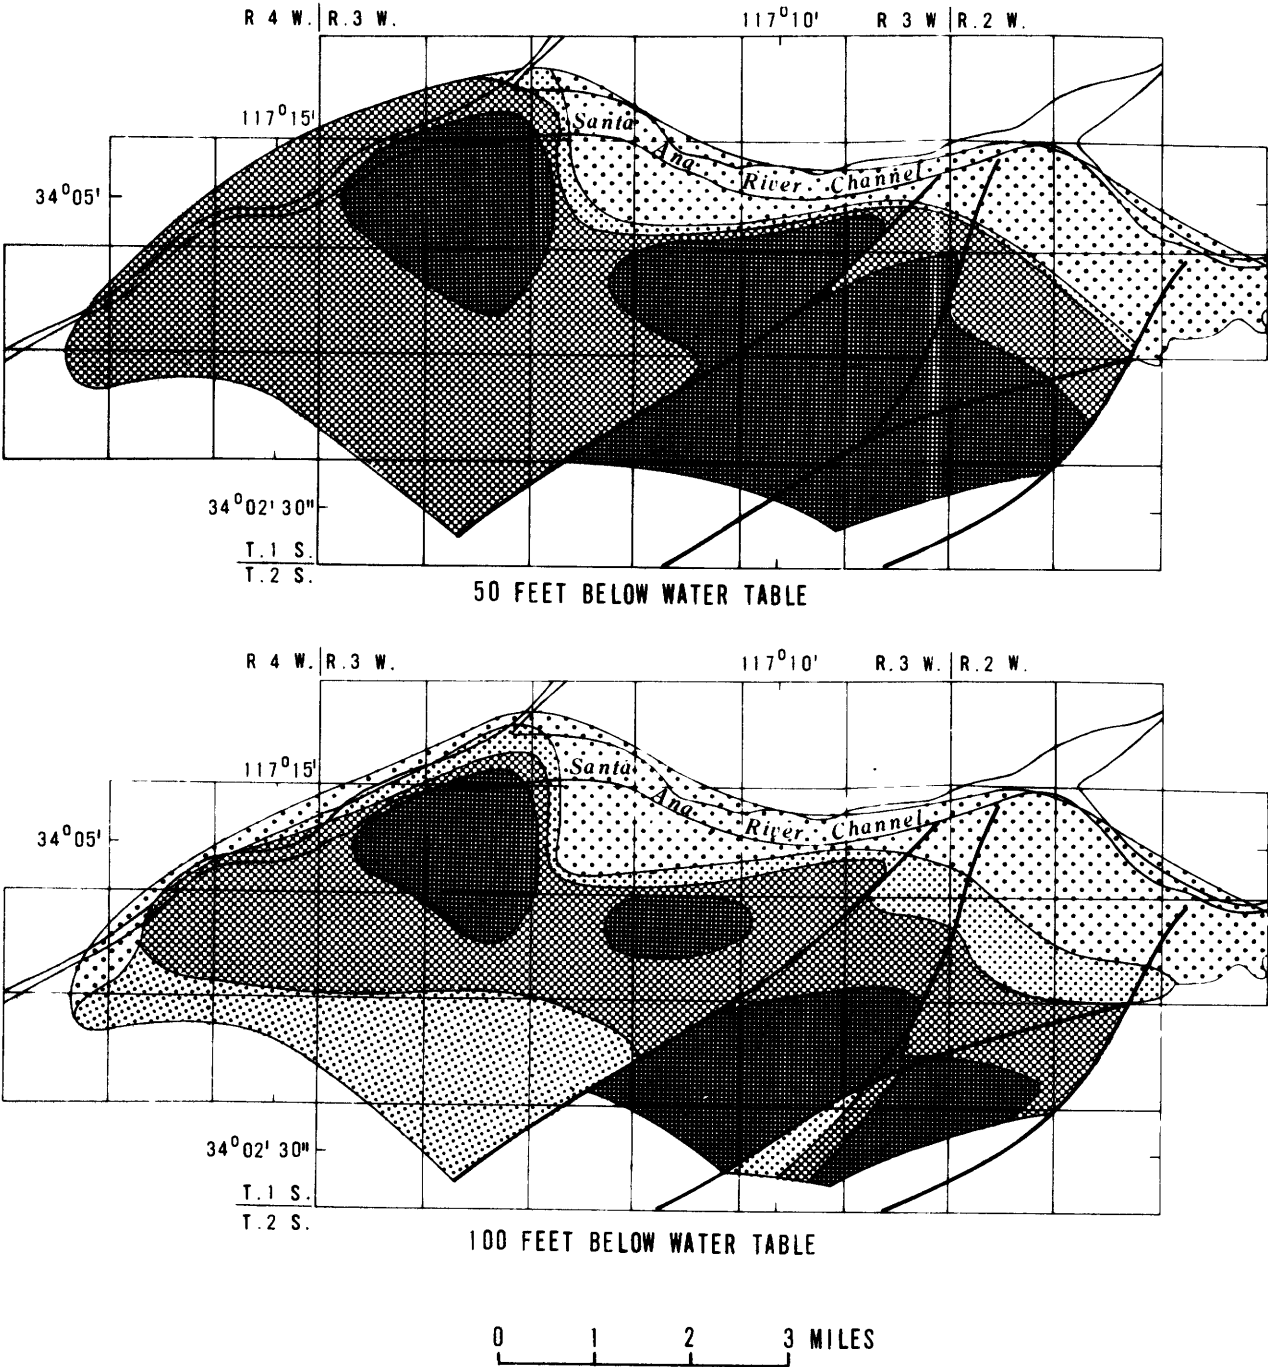 R 4 W. R.3 W. 117°10' R 3 W R.2 W.
117°15'
Santa
Ana
River Channel
34°05'
34°02'30"
T.1 S.
T.2 S.
50 FEET BELOW WATER TABLE
R 4 W. R.3 W. 117°10' R.3 W. R.2 W.
117°15'
Santa
Ana
River Channel
34°05'
34°02'30"
T.1 S.
T.2 S.
100 FEET BELOW WATER TABLE
0 1 2 3 MILES